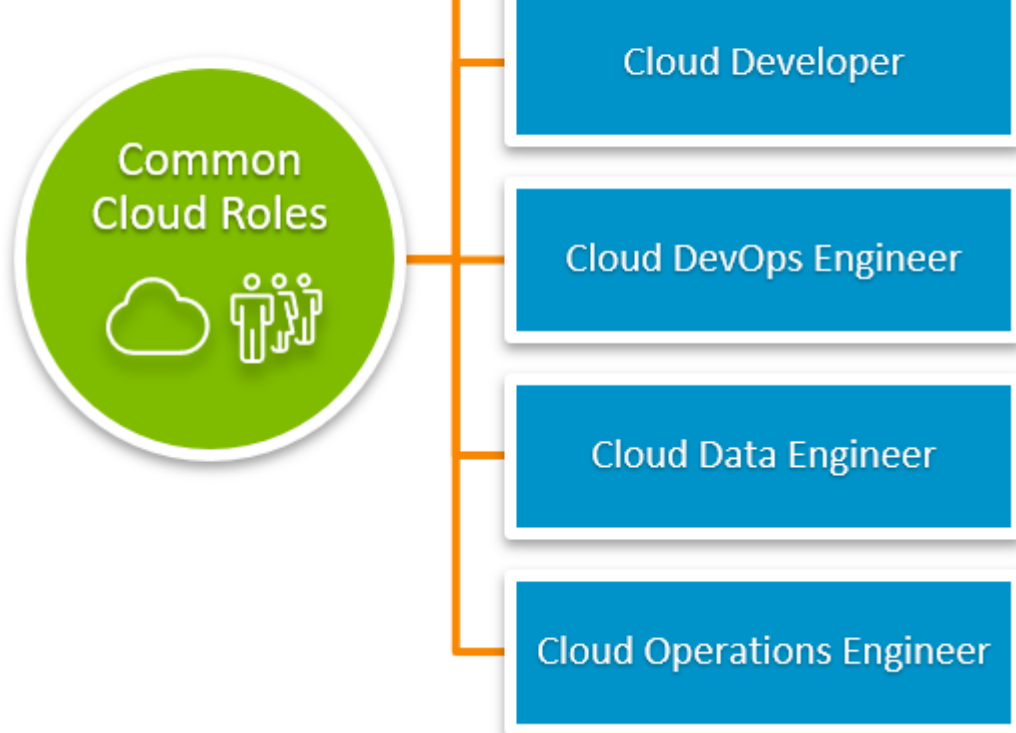 Common
Cloud Roles
Cloud Developer
Cloud DevOps Engineer
Cloud Data Engineer
Cloud Operations Engineer